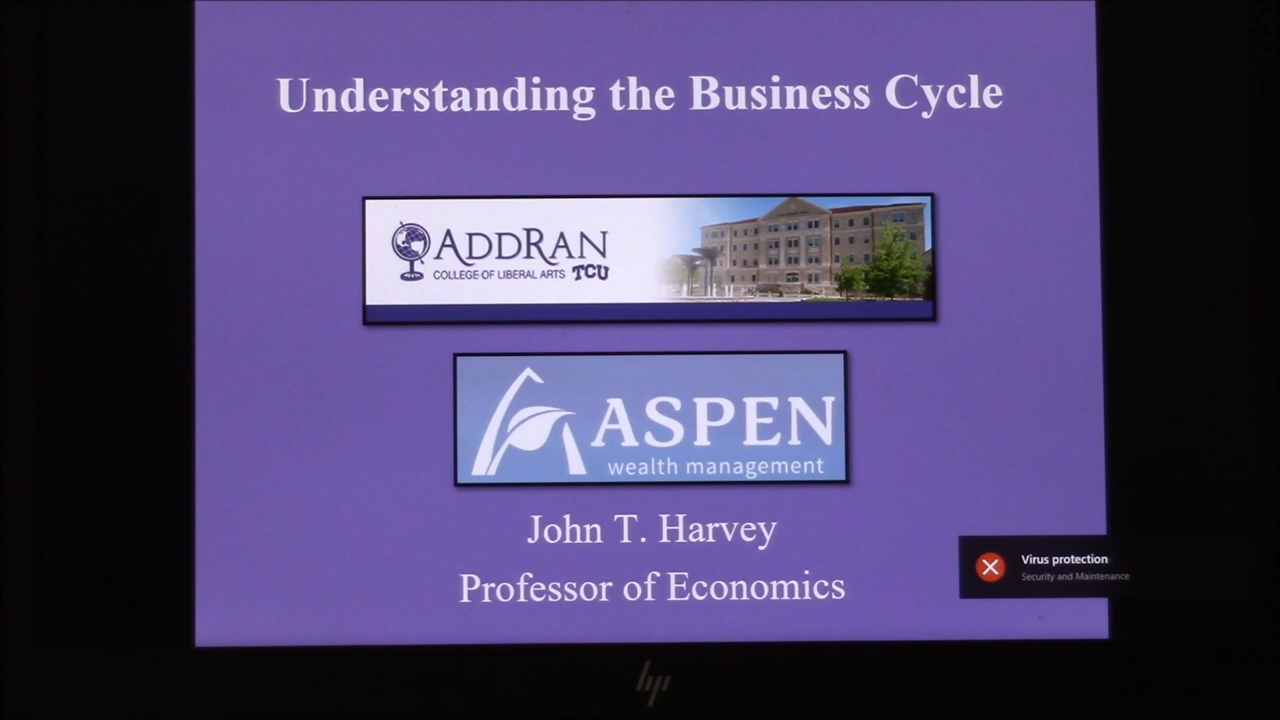 Understanding the Business Cycle
ADDRAN
COLLEGE OF LIBERAL ARTS TCU
ASPEN
wealth management
John T. Harvey
Professor of Economics
Virus protection
Security and Maintenance
hp